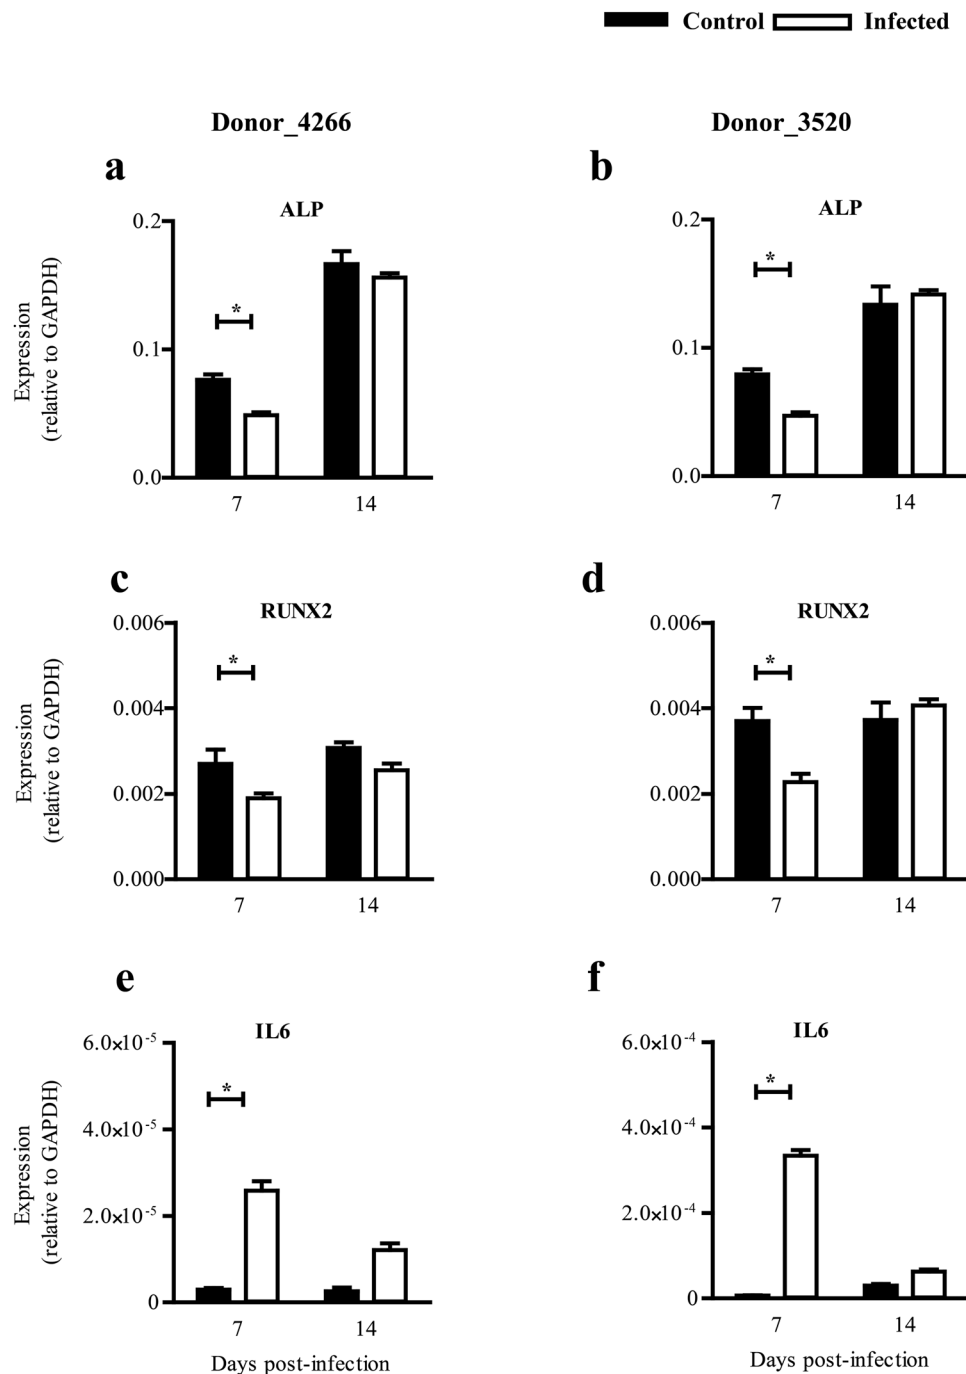 Control Infected
Donor_4266 Donor_3520
a b
ALP ALP
Expression
(relative to GAPDH)
0.2
*
0.1
0.0
7 14
0.2
*
0.1
0.0
7 14
c d
RUNX2 RUNX2
Expression
(relative to GAPDH)
0.006
*
0.004
0.002
0.000
7 14
0.006
*
0.004
0.002
0.000
7 14
e f
IL6 IL6
Expression
(relative to GAPDH)
6.0×10⁻⁵
*
4.0×10⁻⁵
2.0×10⁻⁵
0
7 14
Days post-infection
6.0×10⁻⁴
*
4.0×10⁻⁴
2.0×10⁻⁴
0
7 14
Days post-infection